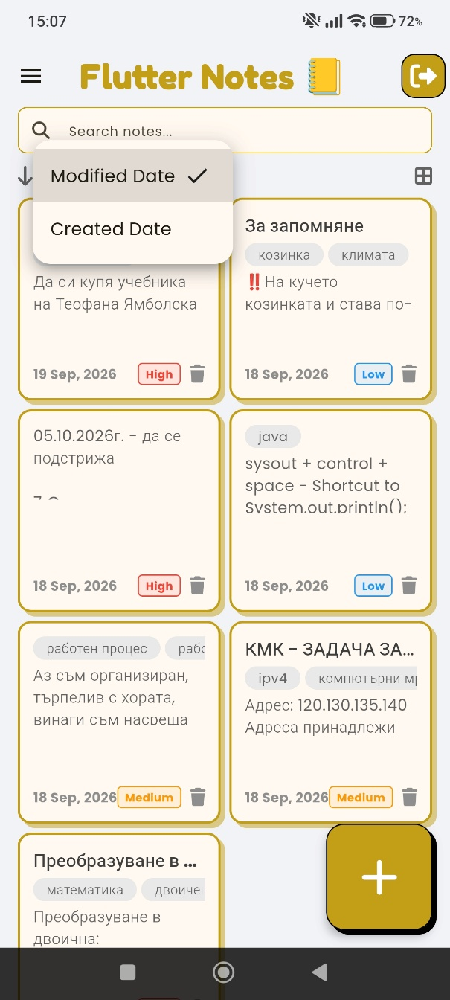 15:07
72%
Flutter Notes
Search notes...
Modified Date
Created Date
Да си купя учебника
на Теофана Ямболска
19 Sep, 2026
High
За запомняне
козинка
климата
‼️На кучето
козинката и става по-
18 Sep, 2026
Low
05.10.2026г. - да се
подстрижа
18 Sep, 2026
High
java
sysout + control +
space - Shortcut to
System.out.println();
18 Sep, 2026
Low
работен процес
Аз съм организиран,
търпелив с хората,
винаги съм насреща
18 Sep, 2026
Medium
КМК - ЗАДАЧА ЗА...
ipv4
компютърни
Адрес: 120.130.135.140
Адреса принадлежи
18 Sep, 2026
Medium
Преобразуване в ...
математика
Преобразуване в
двоична: